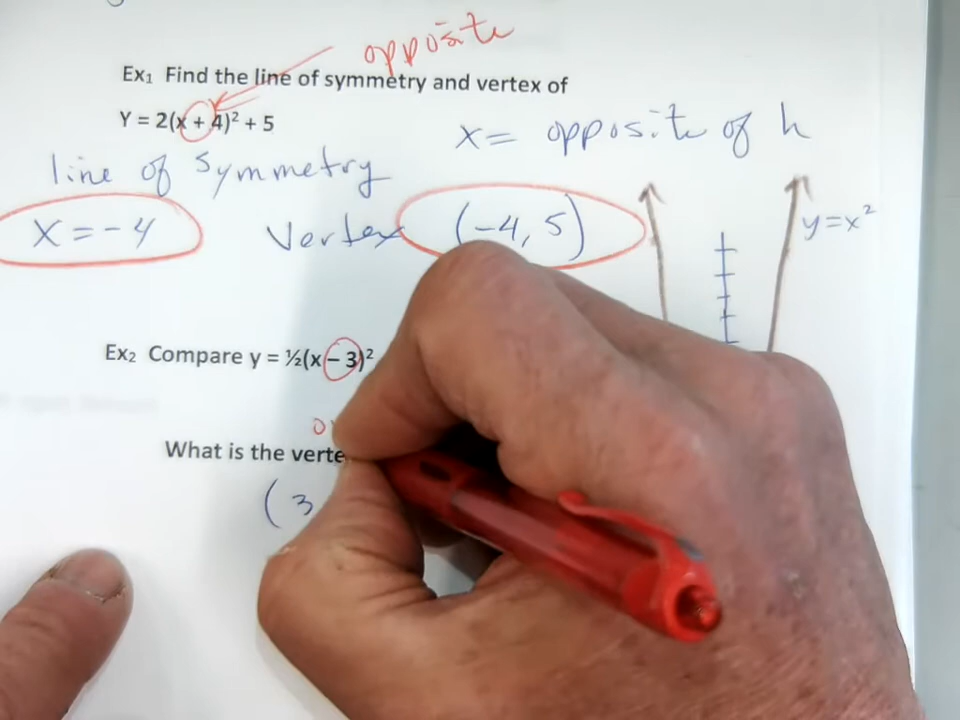 opposite
Ex1 Find the line of symmetry and vertex of
Y = 2(x + 4)² + 5
x = opposite of h
line of symmetry
x = -4
Vertex (-4, 5)
y = x²
Ex2 Compare y = ½(x – 3)²
What is the
(3